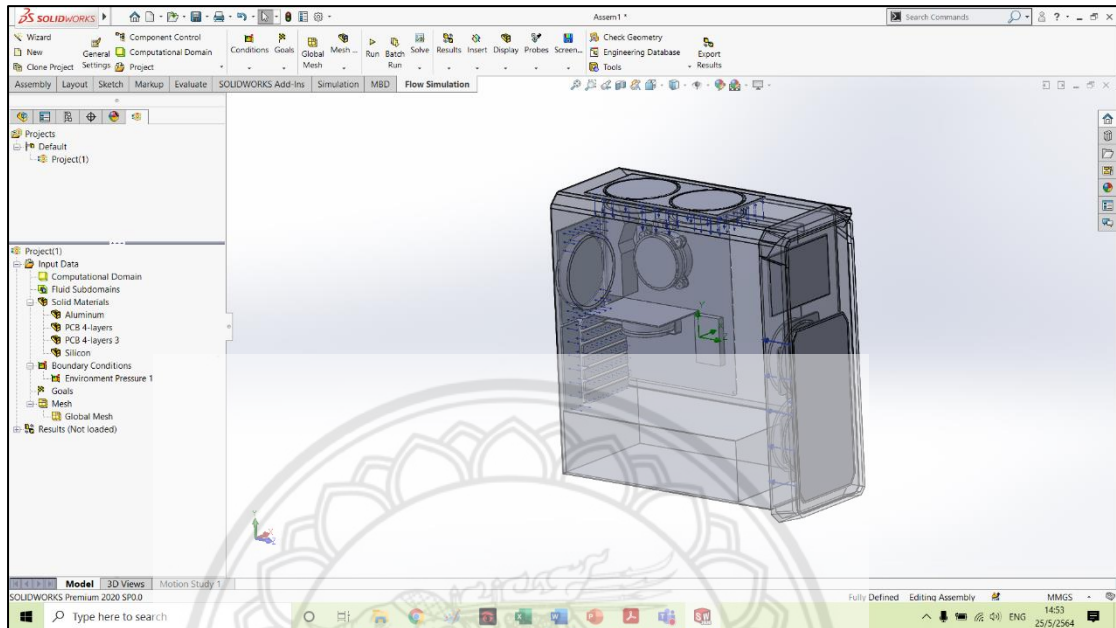 SOLIDWORKS
Assem1 *
Search Commands
Wizard
New
Clone Project
General Settings
Component Control
Computational Domain
Project
Conditions
Goals
Global Mesh
Mesh ...
Run
Batch Run
Solve
Results
Insert
Display
Probes
Screen...
Check Geometry
Engineering Database
Tools
Export Results
Assembly
Layout
Sketch
Markup
Evaluate
SOLIDWORKS Add-Ins
Simulation
MBD
Flow Simulation
Projects
Default
Project(1)
Project(1)
Input Data
Computational Domain
Fluid Subdomains
Solid Materials
Aluminum
PCB 4-layers
PCB 4-layers 3
Silicon
Boundary Conditions
Environment Pressure 1
Goals
Mesh
Global Mesh
Results (Not loaded)
Y
Model
3D Views
Motion Study 1
SOLIDWORKS Premium 2020 SP0.0
Fully Defined
Editing Assembly
MMGS
Type here to search
ENG
14:53
25/5/2564